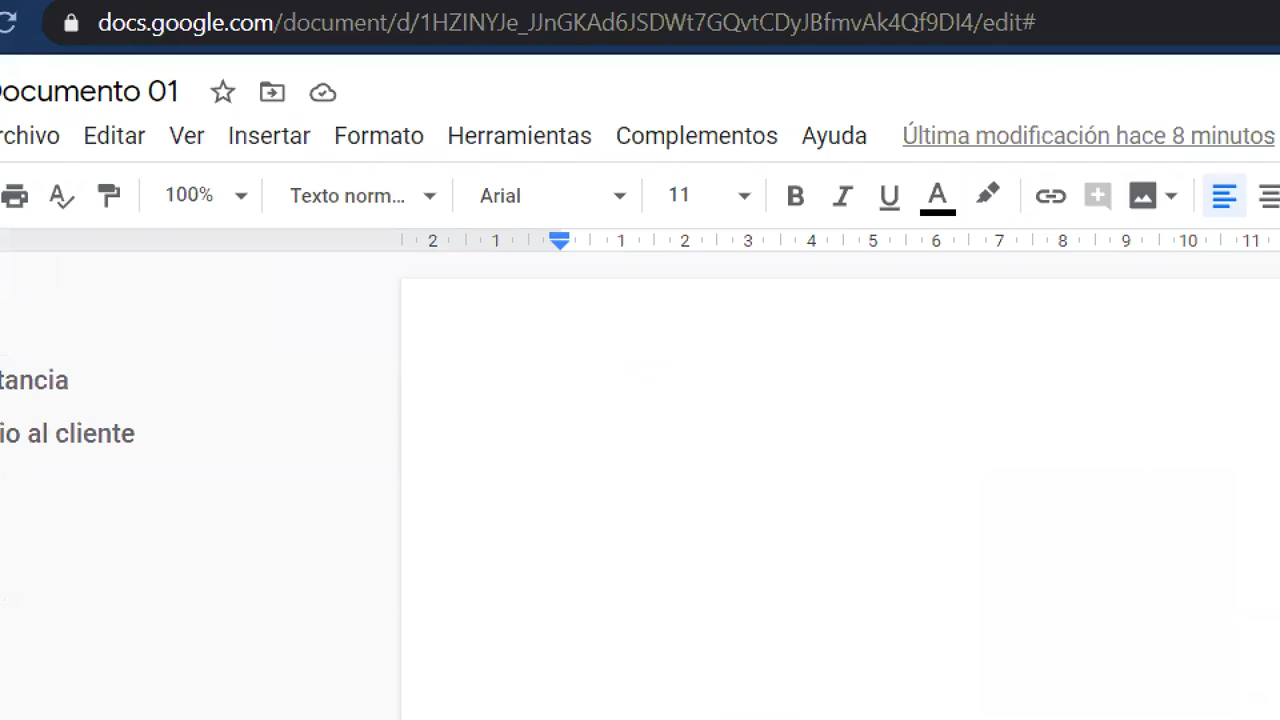 docs.google.com/document/d/1HZINYJe_JJnGKAd6JSDWt7GQvtCDyJBfmvAk4Qf9DI4/edit#
Documento 01
rchivo Editar Ver Insertar Formato Herramientas Complementos Ayuda Última modificación hace 8 minutos
100% Texto norm... Arial 11 B I U A
2 1 1 2 3 4 5 6 7 8 9 10 11
tancia
io al cliente